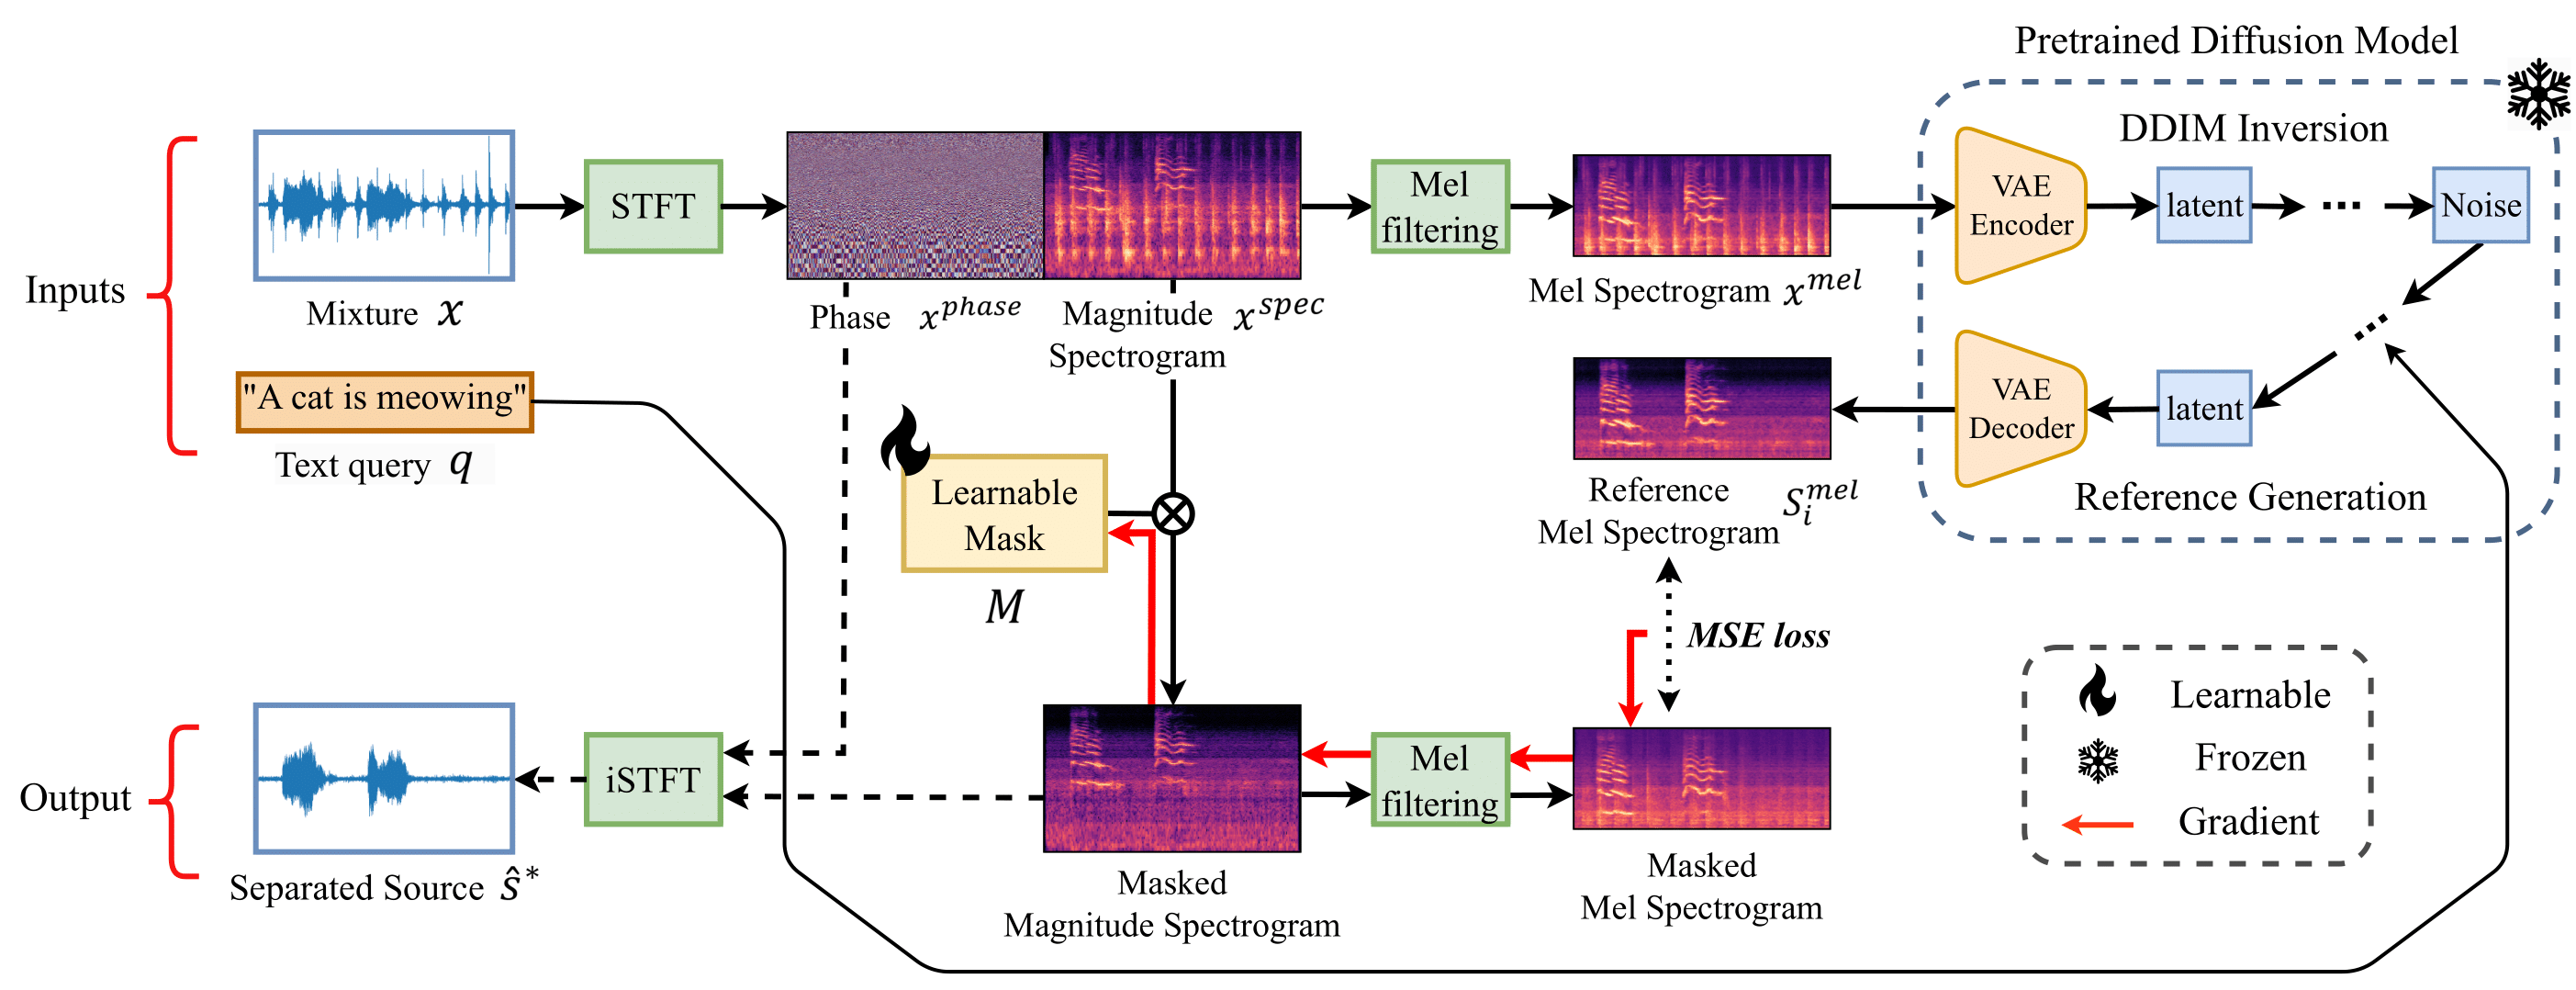 Pretrained Diffusion Model
DDIM Inversion
Inputs
STFT
Mel
filtering
VAE
Encoder
latent
...
Noise
Mixture x
Phase x^{phase}
Magnitude x^{spec}
Spectrogram
Mel Spectrogram x^{mel}
"A cat is meowing"
Text query q
Learnable
Mask
M
Reference
Mel Spectrogram S_i^{mel}
VAE
Decoder
latent
Reference Generation
MSE loss
Output
iSTFT
Mel
filtering
Separated Source ŝ*
Masked
Magnitude Spectrogram
Masked
Mel Spectrogram
Learnable
Frozen
Gradient